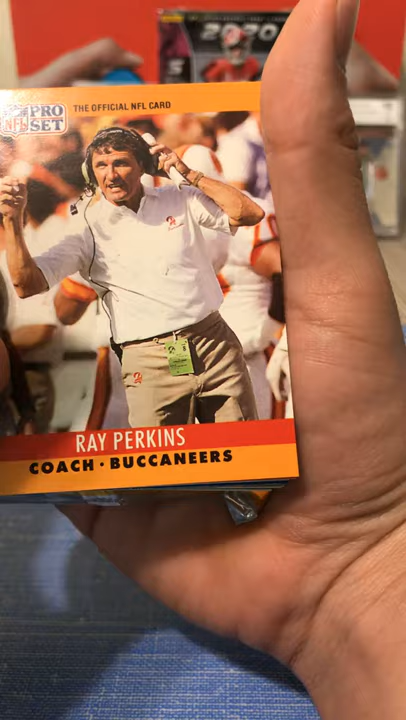 2020
PRO
NFL
SET
THE OFFICIAL NFL CARD
RAY PERKINS
COACH · BUCCANEERS